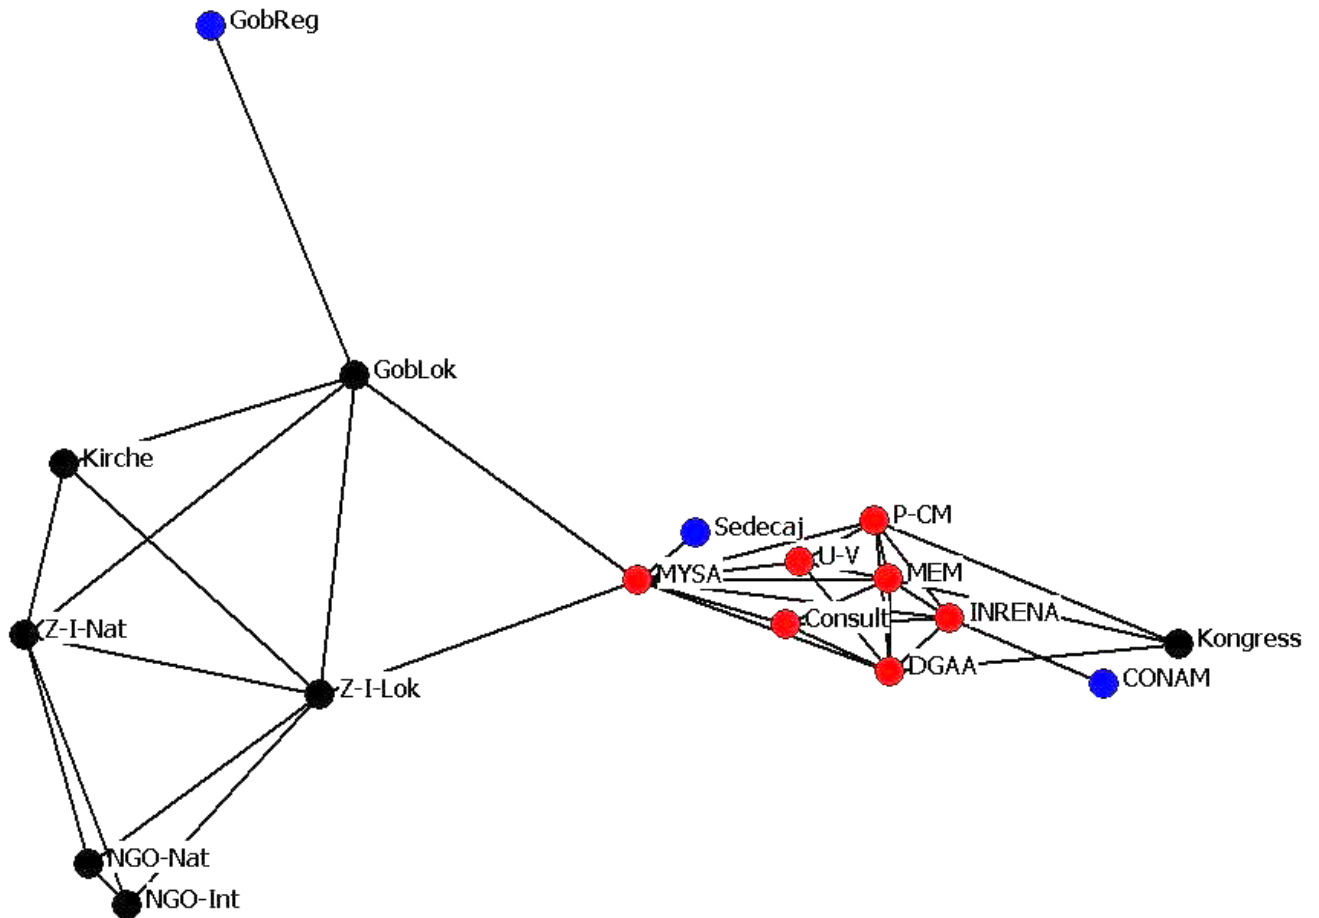 GobReg
GobLok
Kirche
P-CM
Sedecaj
U-V
MYSA
MEM
Consult
INRENA
Z-I-Nat
Kongress
DGAA
CONAM
Z-I-Lok
NGO-Nat
NGO-Int